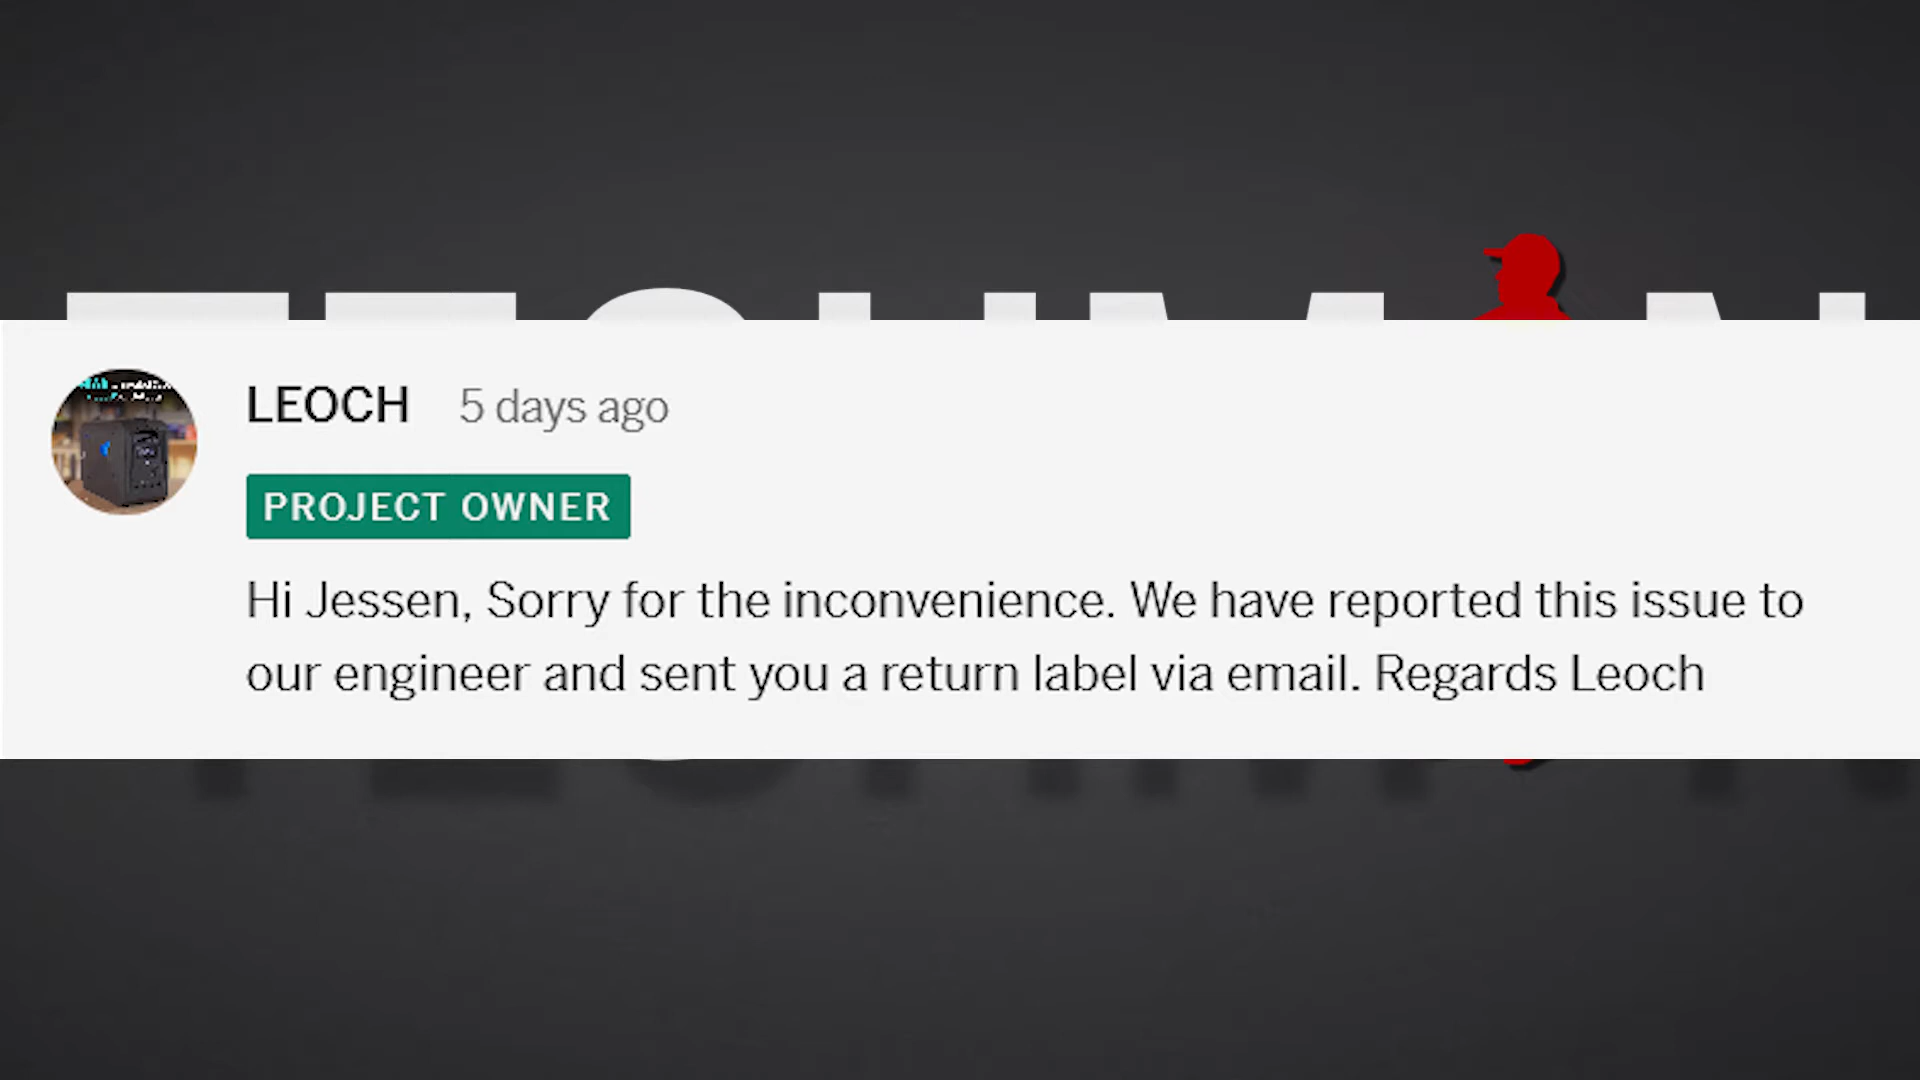 LEOCH 5 days ago
PROJECT OWNER
Hi Jessen, Sorry for the inconvenience. We have reported this issue to
our engineer and sent you a return label via email. Regards Leoch